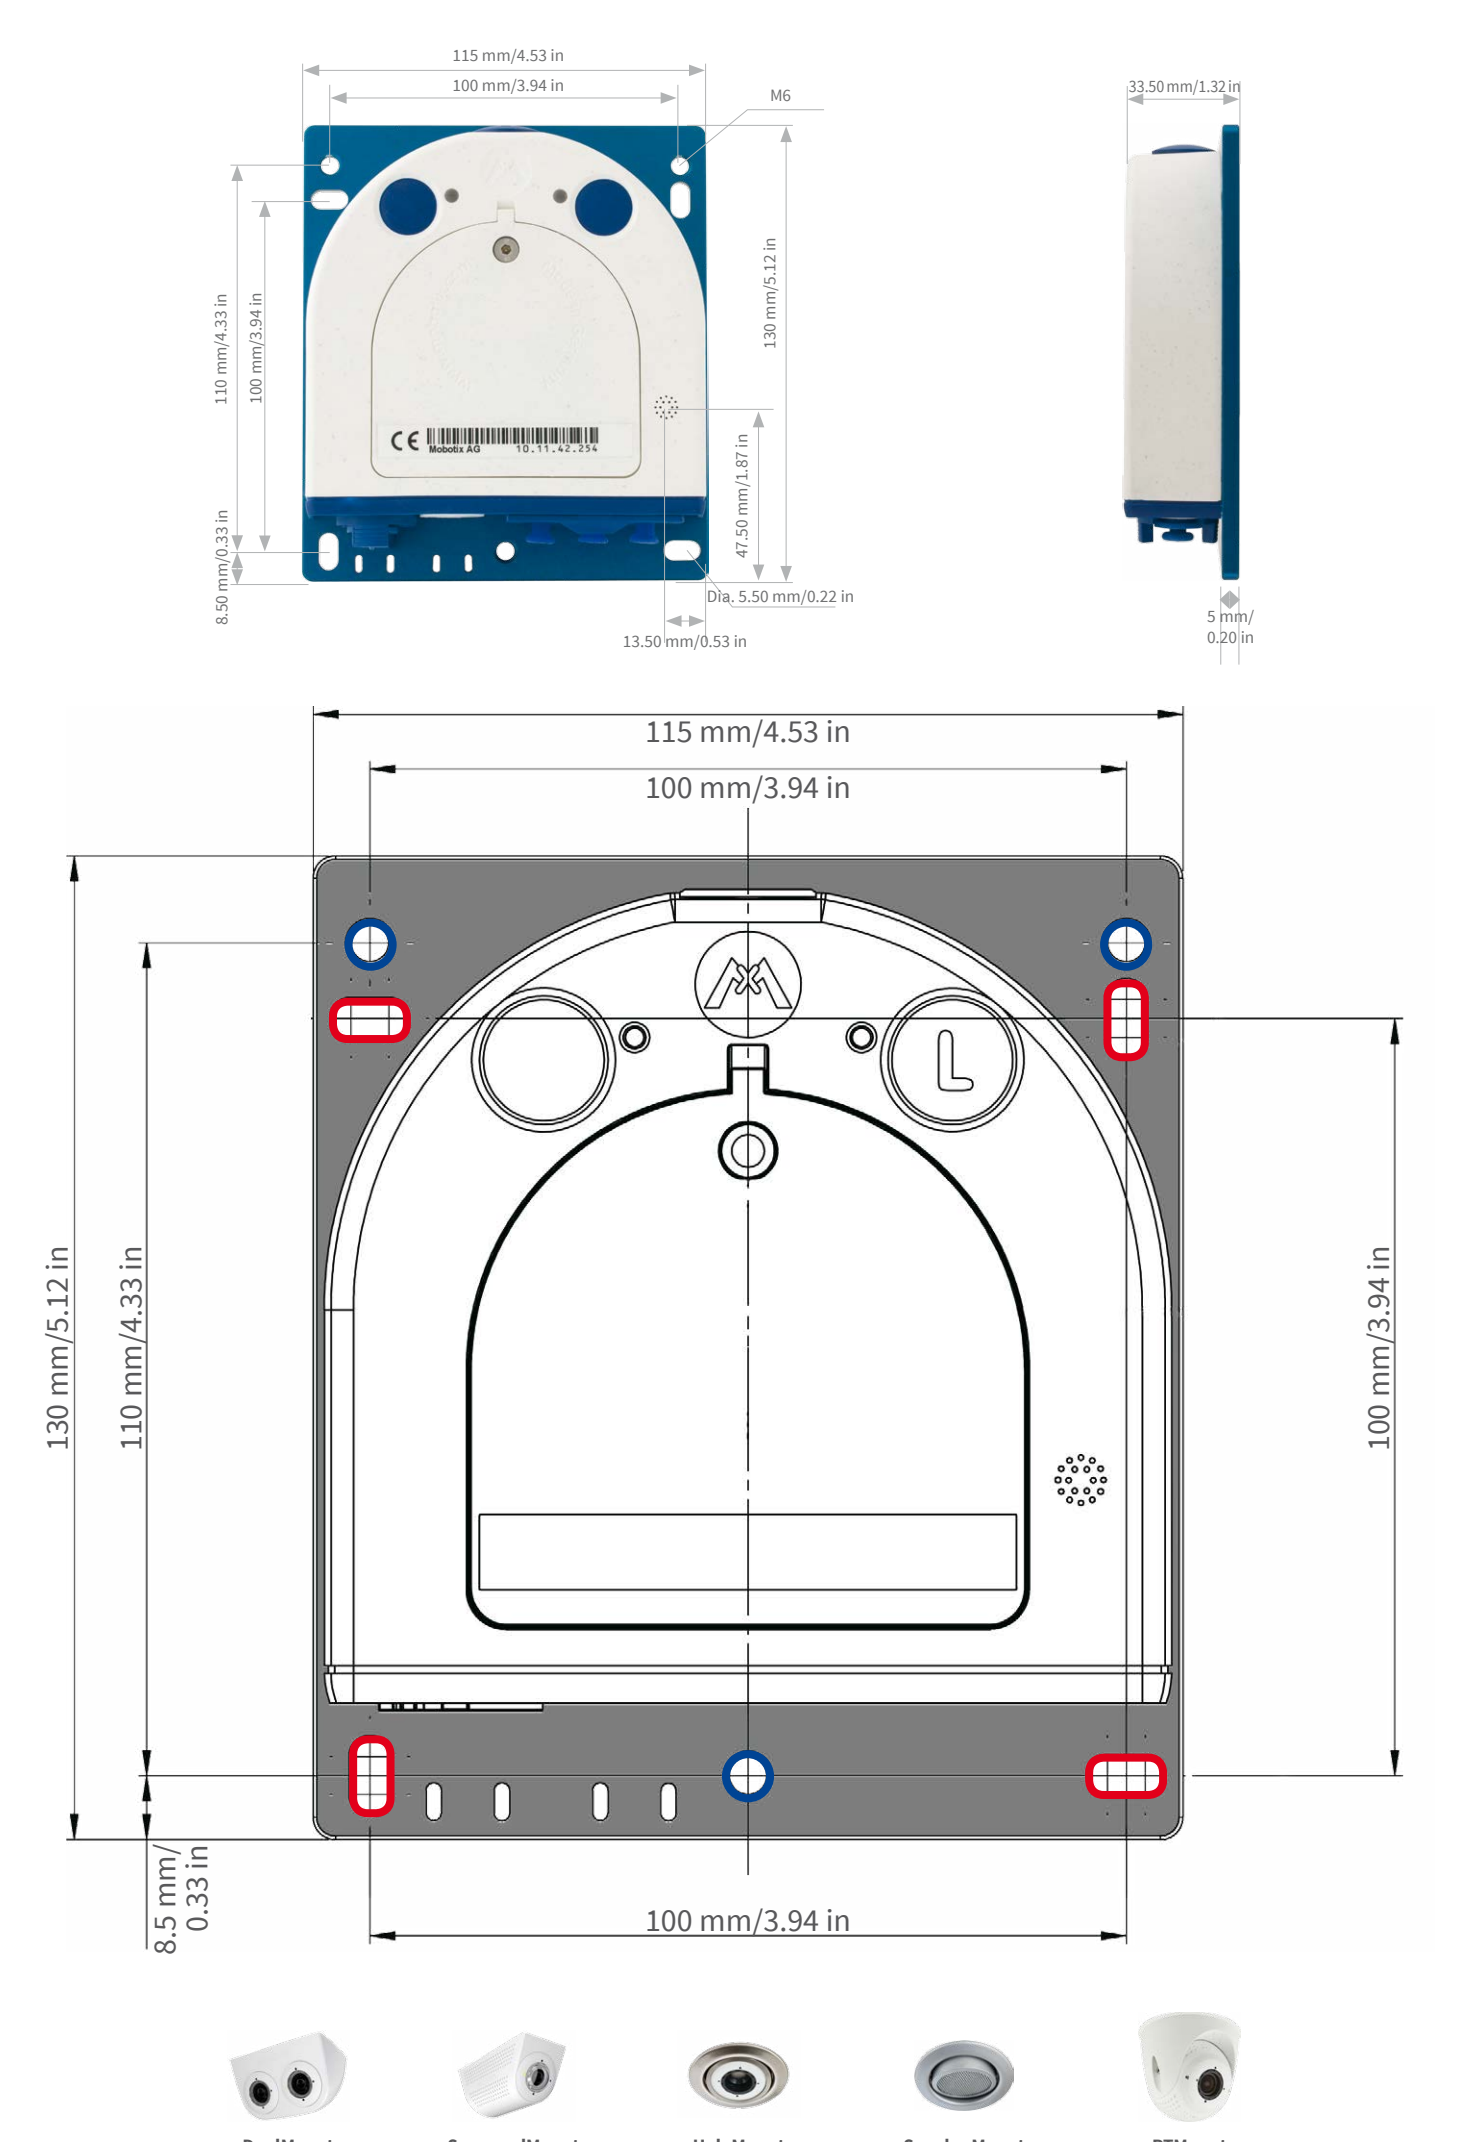 115 mm/4.53 in
100 mm/3.94 in
M6
33.50 mm/1.32 in
110 mm/4.33 in
100 mm/3.94 in
130 mm/5.12 in
47.50 mm/1.87 in
8.50 mm/0.33 in
CE
Mobotix AG 10.11.42.254
Dia. 5.50 mm/0.22 in
13.50 mm/0.53 in
5 mm/
0.20 in
115 mm/4.53 in
100 mm/3.94 in
L
130 mm/5.12 in
110 mm/4.33 in
100 mm/3.94 in
8.5 mm/
0.33 in
100 mm/3.94 in